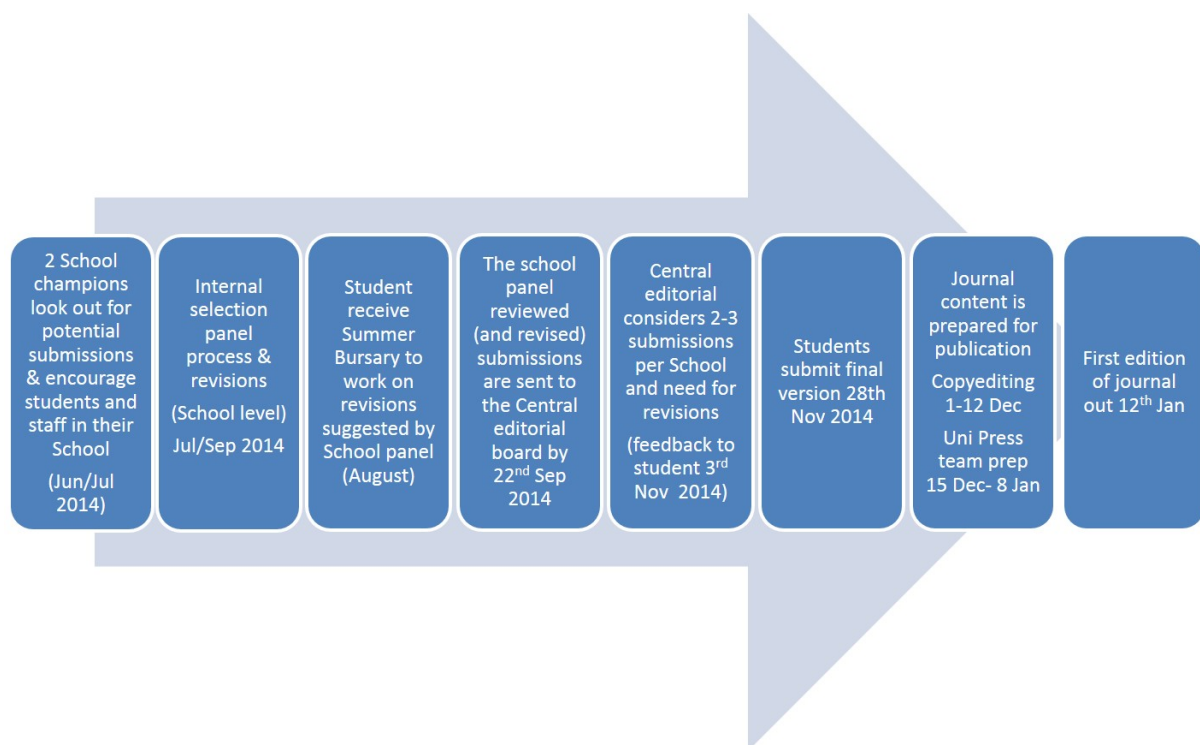 2 School
champions
look out for
potential
submissions
& encourage
students and
staff in their
School
(Jun/Jul
2014)
Internal
selection
panel
process &
revisions
(School level)
Jul/Sep 2014
Student
receive
Summer
Bursary to
work on
revisions
suggested by
School panel
(August)
The school
panel
reviewed
(and revised)
submissions
are sent to
the Central
editorial
board by
22nd Sep
2014
Central
editorial
considers 2-3
submissions
per School
and need for
revisions
(feedback to
student 3rd
Nov 2014)
Students
submit final
version 28th
Nov 2014
Journal
content is
prepared for
publication
Copyediting
1-12 Dec
Uni Press
team prep
15 Dec- 8 Jan
First edition
of journal
out 12th Jan